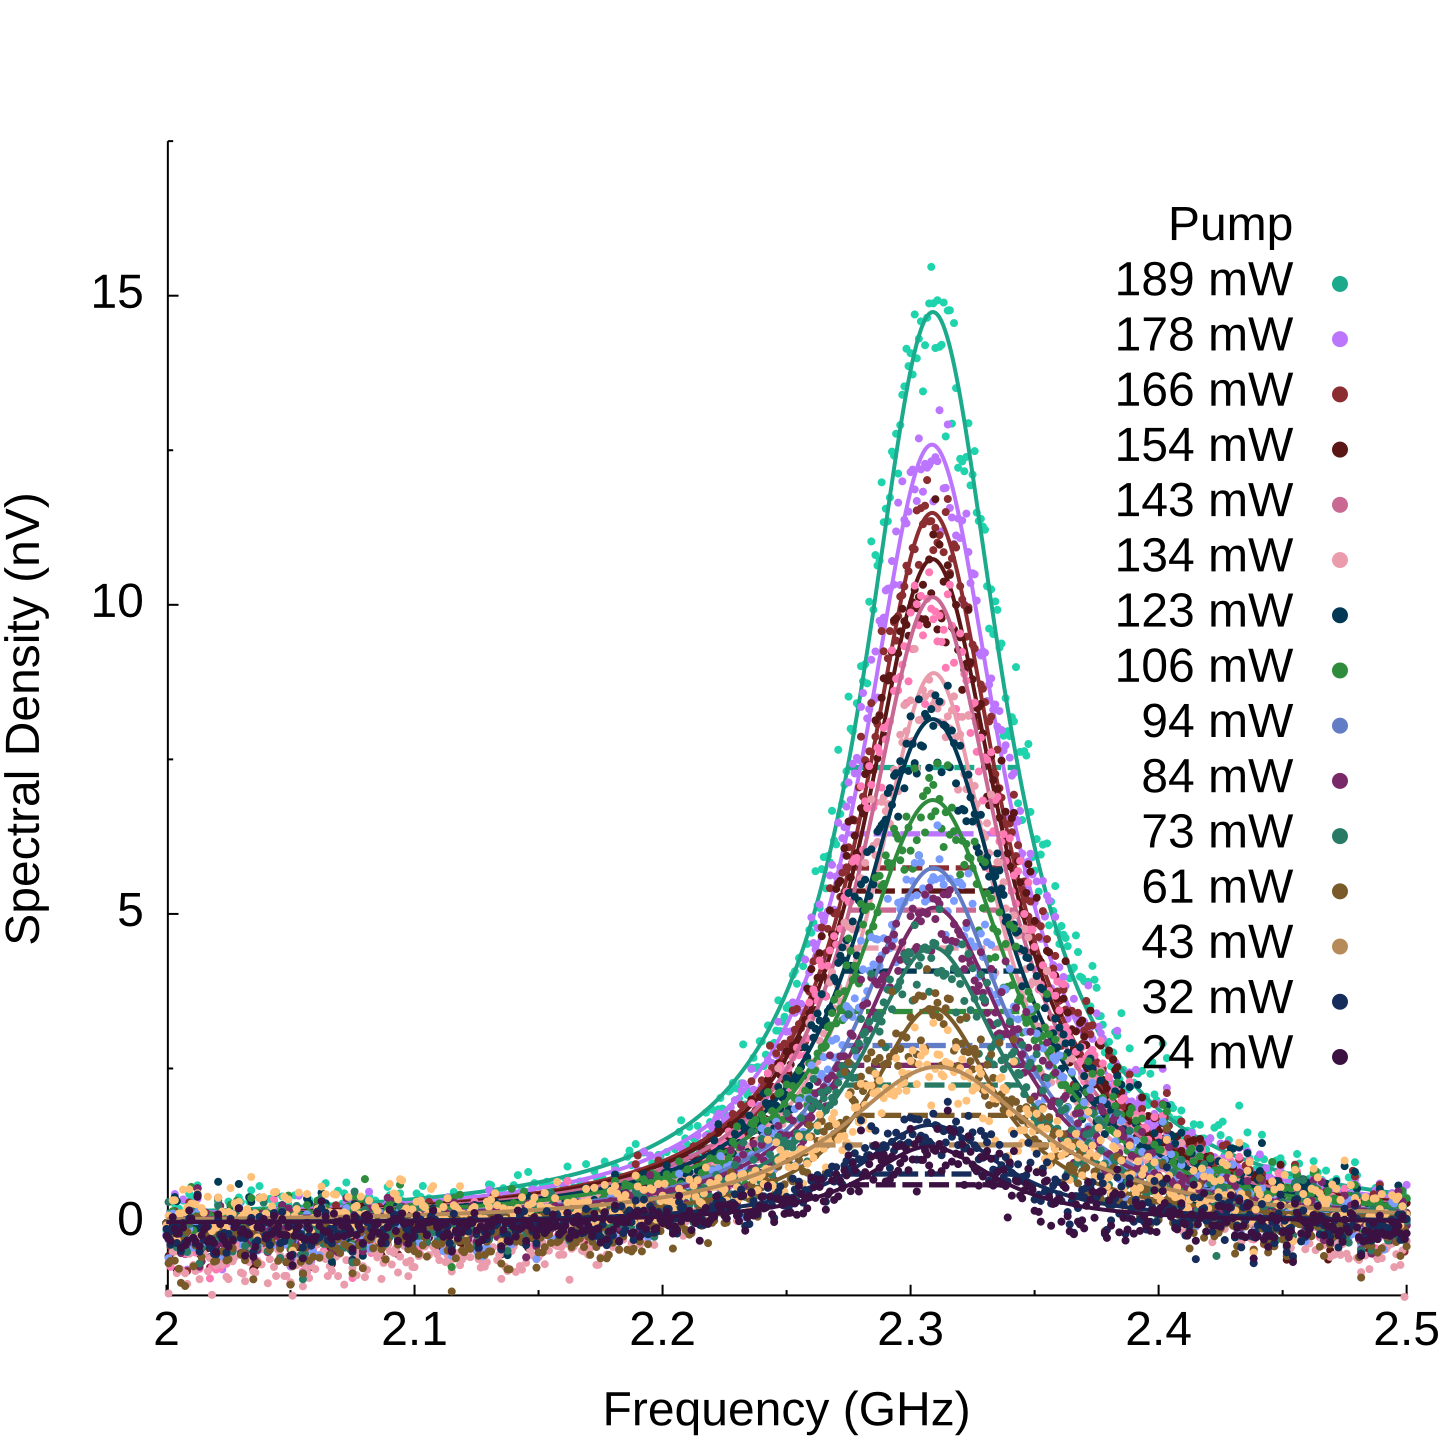 Pump
189 mW
178 mW
166 mW
154 mW
143 mW
134 mW
123 mW
106 mW
94 mW
84 mW
73 mW
61 mW
43 mW
32 mW
24 mW
15
10
5
0
Spectral Density (nV)
2 2.1 2.2 2.3 2.4 2.5
Frequency (GHz)